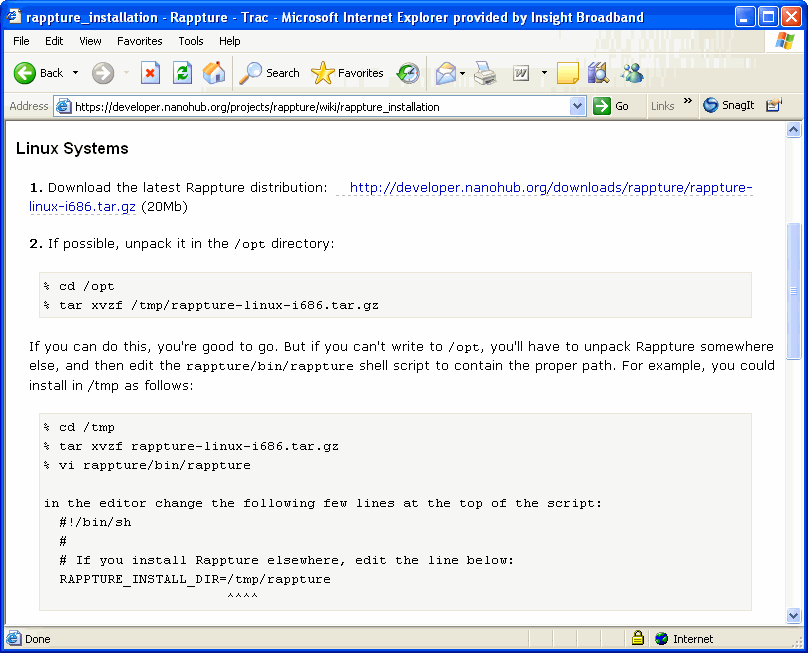 rappture_installation - Rappture - Trac - Microsoft Internet Explorer provided by Insight Broadband
File Edit View Favorites Tools Help
Back Search Favorites W
Address https://developer.nanohub.org/projects/rappture/wiki/rappture_installation Go Links » SnagIt
Linux Systems
1. Download the latest Rappture distribution: http://developer.nanohub.org/downloads/rappture/rappture-
linux-i686.tar.gz (20Mb)
2. If possible, unpack it in the /opt directory:
% cd /opt
% tar xvzf /tmp/rappture-linux-i686.tar.gz
If you can do this, you're good to go. But if you can't write to /opt, you'll have to unpack Rappture somewhere
else, and then edit the rappture/bin/rappture shell script to contain the proper path. For example, you could
install in /tmp as follows:
% cd /tmp
% tar xvzf rappture-linux-i686.tar.gz
% vi rappture/bin/rappture
in the editor change the following few lines at the top of the script:
#!/bin/sh
#
# If you install Rappture elsewhere, edit the line below:
RAPPTURE_INSTALL_DIR=/tmp/rappture
^^^^
Done Internet